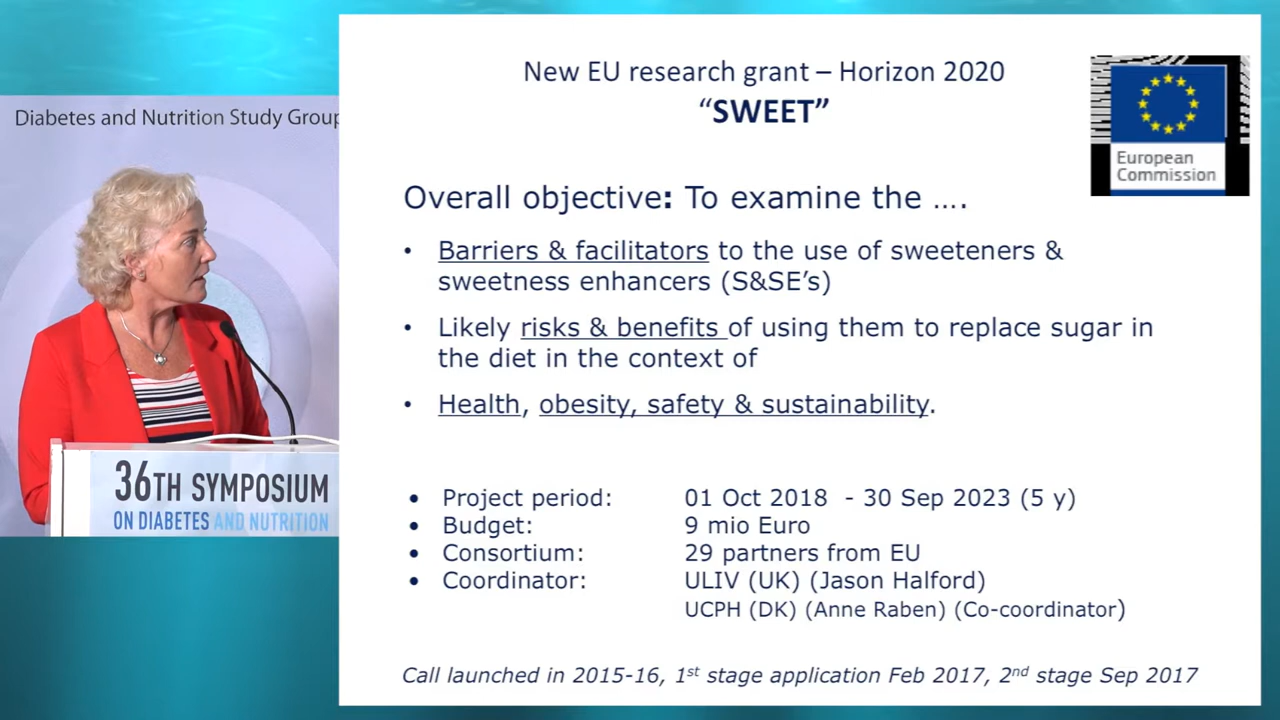 Diabetes and Nutrition Study Group
36TH SYMPOSIUM
ON DIABETES AND NUTRITION
New EU research grant – Horizon 2020
“SWEET”
European
Commission
Overall objective: To examine the ....
• Barriers & facilitators to the use of sweeteners &
sweetness enhancers (S&SE’s)
• Likely risks & benefits of using them to replace sugar in
the diet in the context of
• Health, obesity, safety & sustainability.
• Project period: 01 Oct 2018 - 30 Sep 2023 (5 y)
• Budget: 9 mio Euro
• Consortium: 29 partners from EU
• Coordinator: ULIV (UK) (Jason Halford)
UCPH (DK) (Anne Raben) (Co-coordinator)
Call launched in 2015-16, 1st stage application Feb 2017, 2nd stage Sep 2017